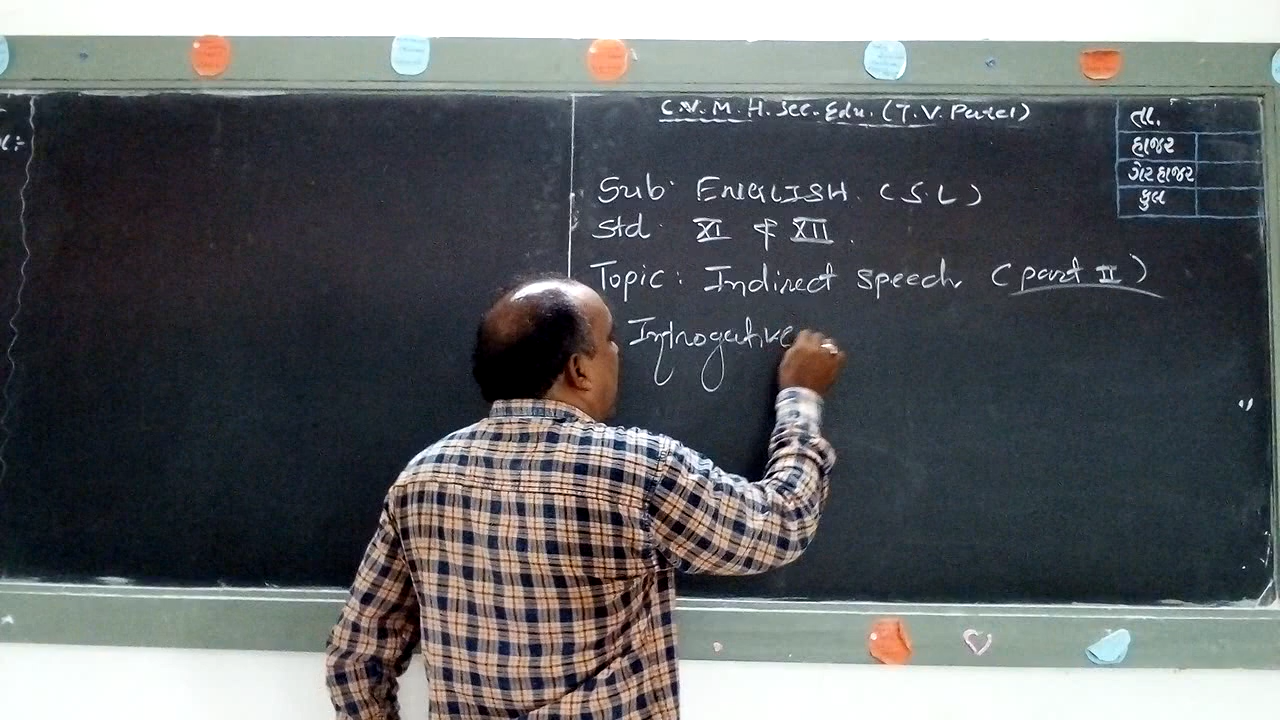 C.V.M. H. Sec. Edu. (T. V. Patel)
Sub: ENGLISH. (S.L)
Std. XI & XII.
Topic: Indirect speech (part II)
Introgative
તા.
હાજર
ગેરહાજર
કુલ